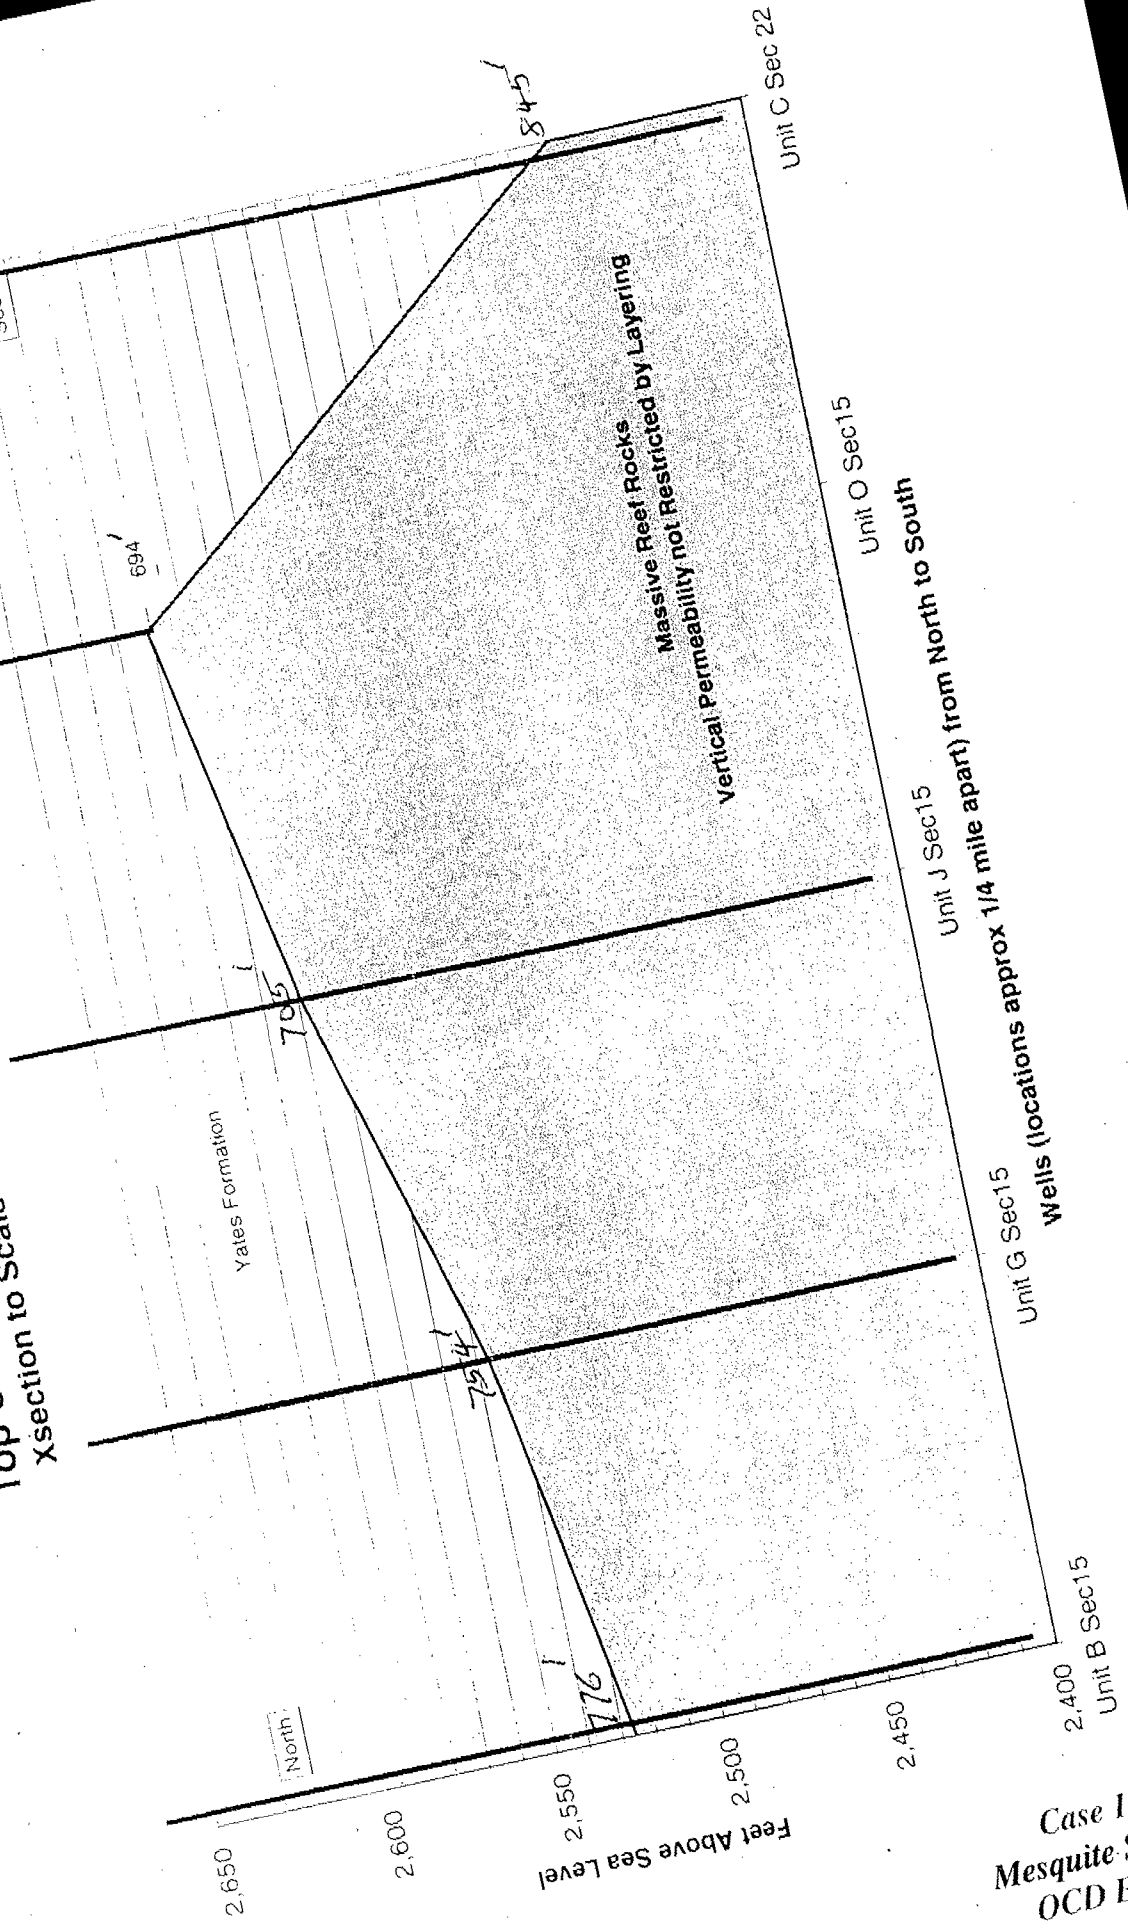 Xsection to Scale
North
Yates Formation
776'
754'
705'
694'
845'
Massive Reef Rocks
Vertical Permeability not Restricted by Layering
Feet Above Sea Level
2,650
2,600
2,550
2,500
2,450
2,400
Unit B Sec15
Unit G Sec15
Unit J Sec15
Unit O Sec15
Unit C Sec 22
Wells (locations approx 1/4 mile apart) from North to South
Case
Mesquite
OCD